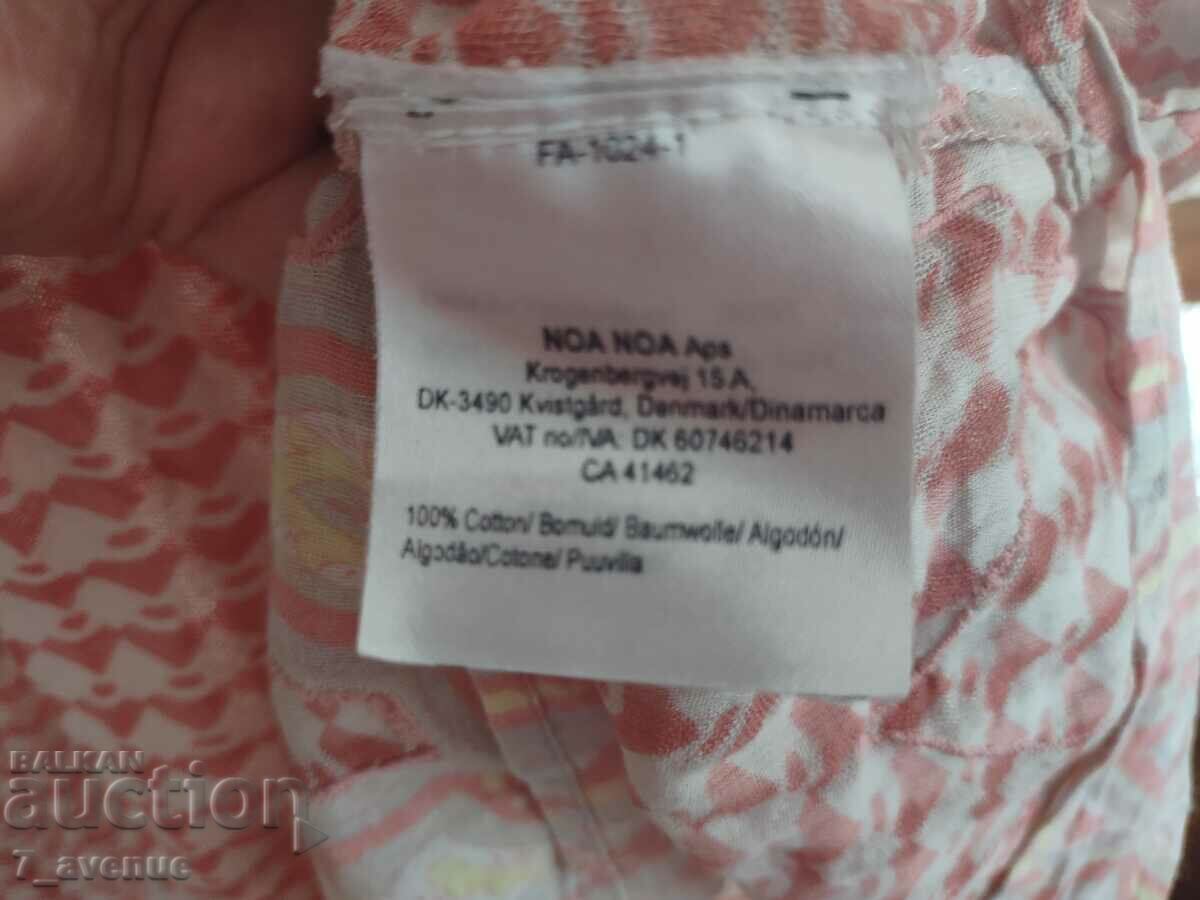 FA-1024-1
NOA NOA Aps
Krogenbergvej 15 A,
DK-3490 Kvistgård, Denmark/Dinamarca
VAT no/IVA: DK 60746214
CA 41462
100% Cotton/ Bomuld/ Baumwolle/ Algodón/
Algodão/Cotone/ Puuvilla
BALKAN
auction
7_avenue